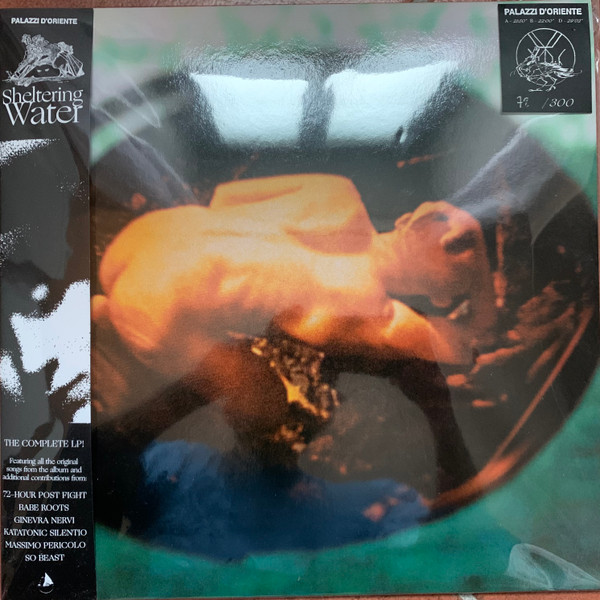 PALAZZI D'ORIENTE
Sheltering
Water
THE COMPLETE LP!
Featuring all the original
songs from the album and
additional contributions from:
72-HOUR POST FIGHT
BABE ROOTS
GINEVRA NERVI
KATATONIC SILENTIO
MASSIMO PERICOLO
SO BEAST
PALAZZI D'ORIENTE
/300